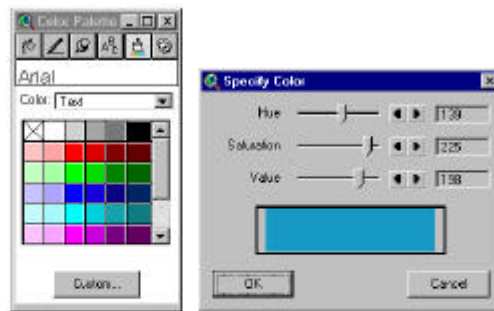 Color Palette
Arial
Color: Text
Custom...
Specify Color
Hue 139
Saturation 225
Value 198
OK
Cancel